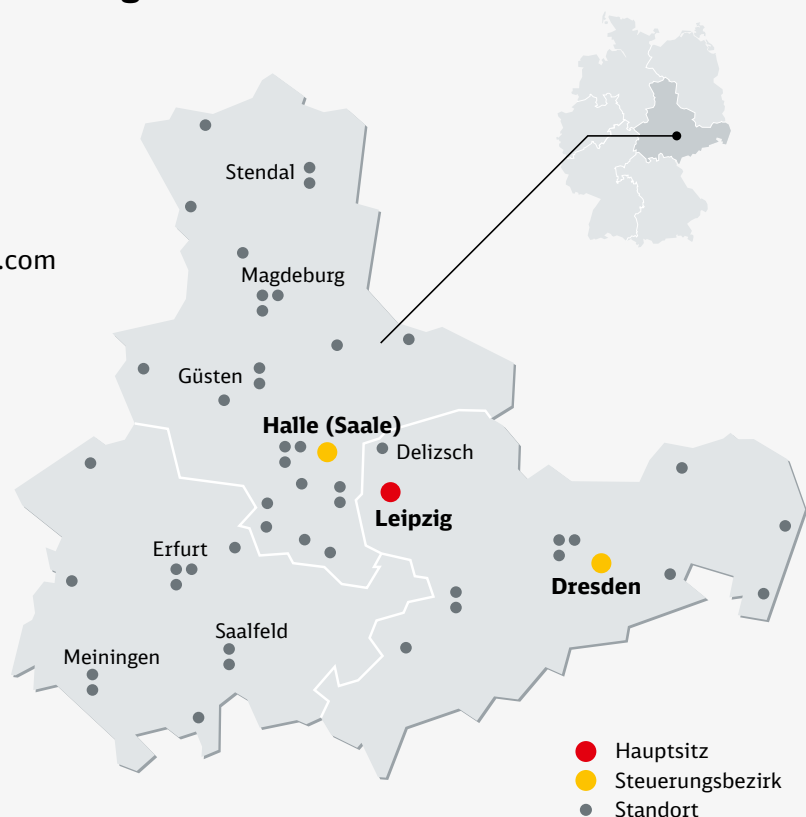 g
Stendal
.com
Magdeburg
Güsten
Halle (Saale)
Delizsch
Leipzig
Erfurt
Dresden
Saalfeld
Meiningen
Hauptsitz
Steuerungsbezirk
Standort